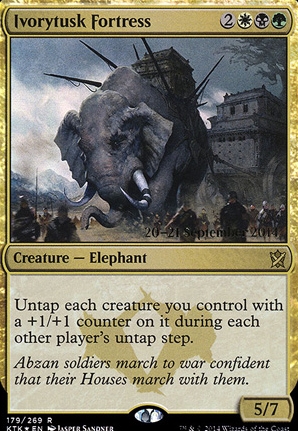 Ivorytusk Fortress 2
20–21 September 2014
Creature — Elephant
Untap each creature you control with
a +1/+1 counter on it during each
other player's untap step.
Abzan soldiers march to war confident
that their Houses march with them.
5/7
179/269 R
KTK ★ EN Jasper Sandner
™ & © 2014 Wizards of the Coast